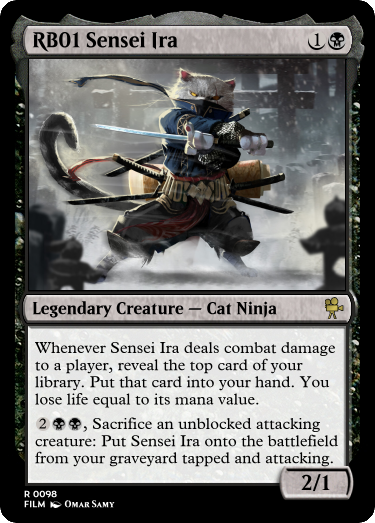 RB01 Sensei Ira
1
Legendary Creature — Cat Ninja
Whenever Sensei Ira deals combat damage
to a player, reveal the top card of your
library. Put that card into your hand. You
lose life equal to its mana value.
2, Sacrifice an unblocked attacking
creature: Put Sensei Ira onto the battlefield
from your graveyard tapped and attacking.
2/1
R 0098
FILM Omar Samy